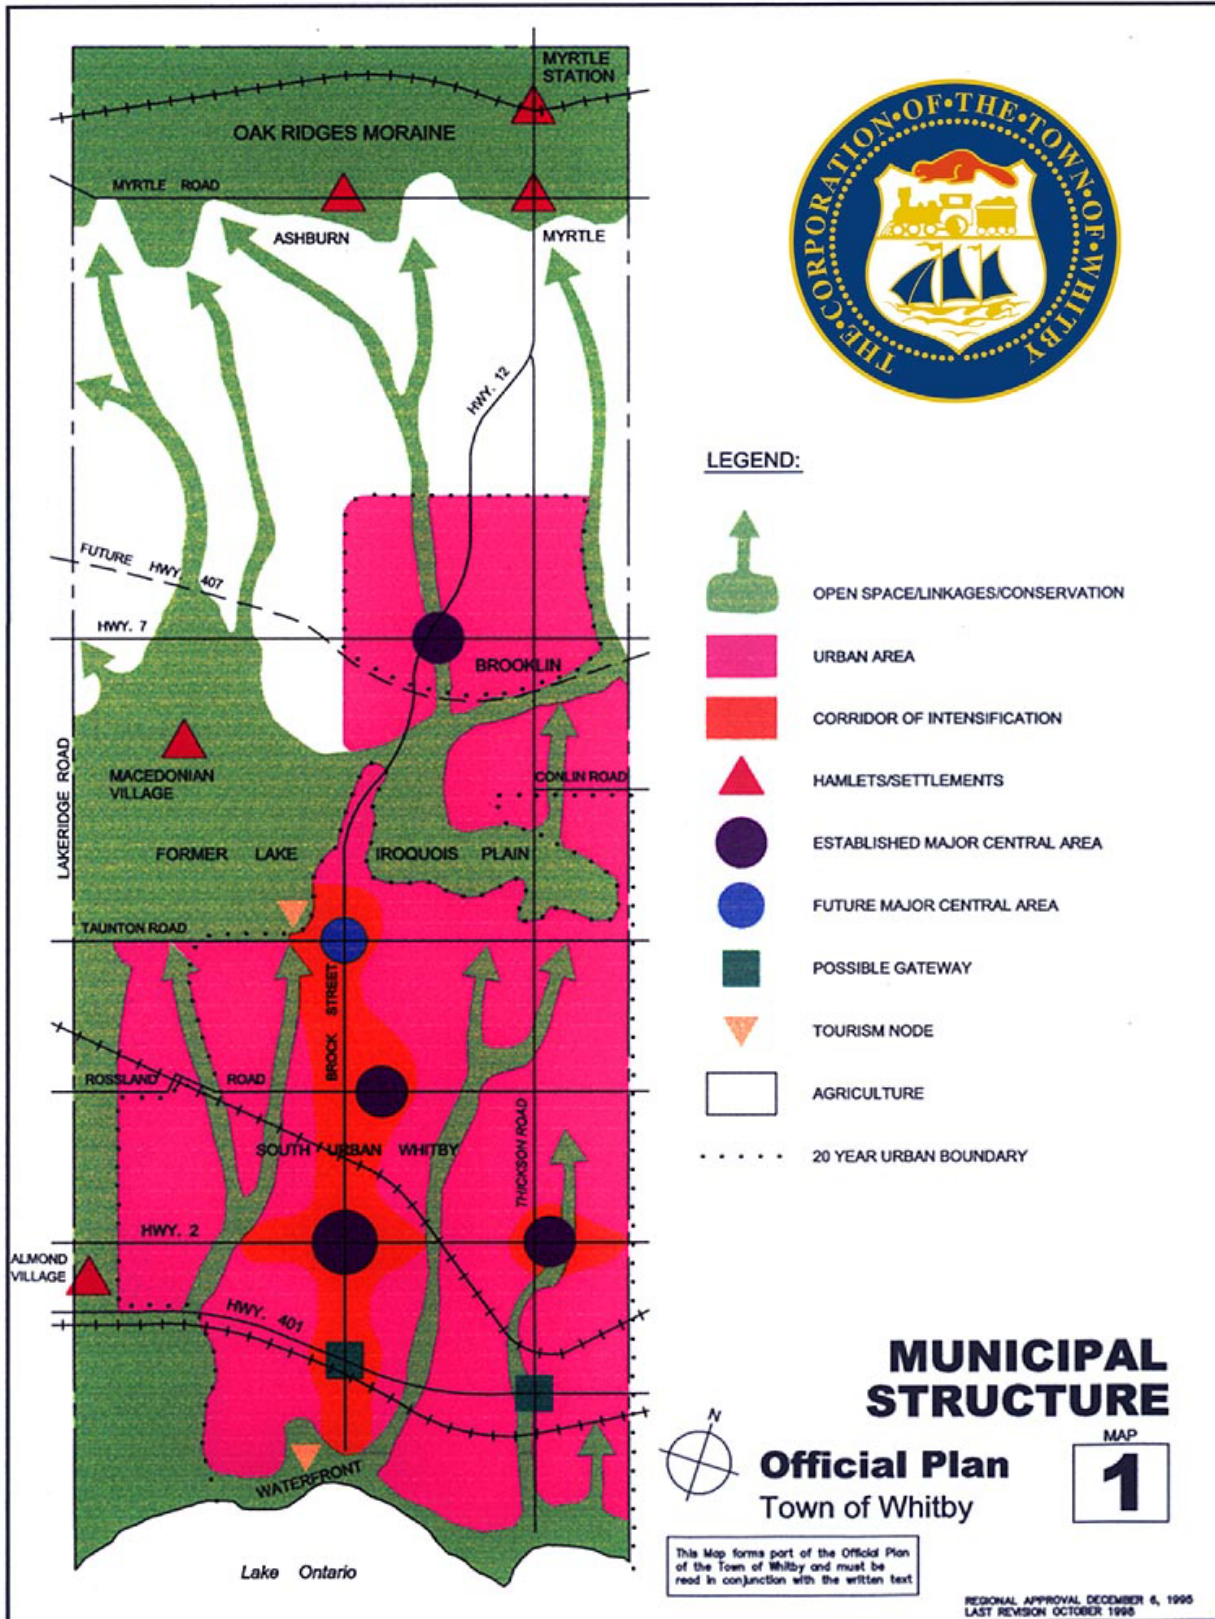 MYRTLE
STATION
OAK RIDGES MORAINE
MYRTLE ROAD
ASHBURN
MYRTLE
HWY. 12
FUTURE HWY. 407
HWY. 7
BROOKLIN
LAKERIDGE ROAD
MACEDONIAN
VILLAGE
CONLIN ROAD
FORMER LAKE IROQUOIS PLAIN
TAUNTON ROAD
BROCK STREET
ROSSLAND ROAD
THICKSON ROAD
SOUTH URBAN WHITBY
HWY. 2
ALMOND
VILLAGE
HWY. 401
WATERFRONT
Lake Ontario
THE•CORPORATION•OF•THE•TOWN•OF•WHITBY
LEGEND:
OPEN SPACE/LINKAGES/CONSERVATION
URBAN AREA
CORRIDOR OF INTENSIFICATION
HAMLETS/SETTLEMENTS
ESTABLISHED MAJOR CENTRAL AREA
FUTURE MAJOR CENTRAL AREA
POSSIBLE GATEWAY
TOURISM NODE
AGRICULTURE
20 YEAR URBAN BOUNDARY
MUNICIPAL
STRUCTURE
N
MAP
1
Official Plan
Town of Whitby
This Map forms part of the Official Plan
of the Town of Whitby and must be
read in conjunction with the written text
REGIONAL APPROVAL DECEMBER 6, 1995
LAST REVISION OCTOBER 1998